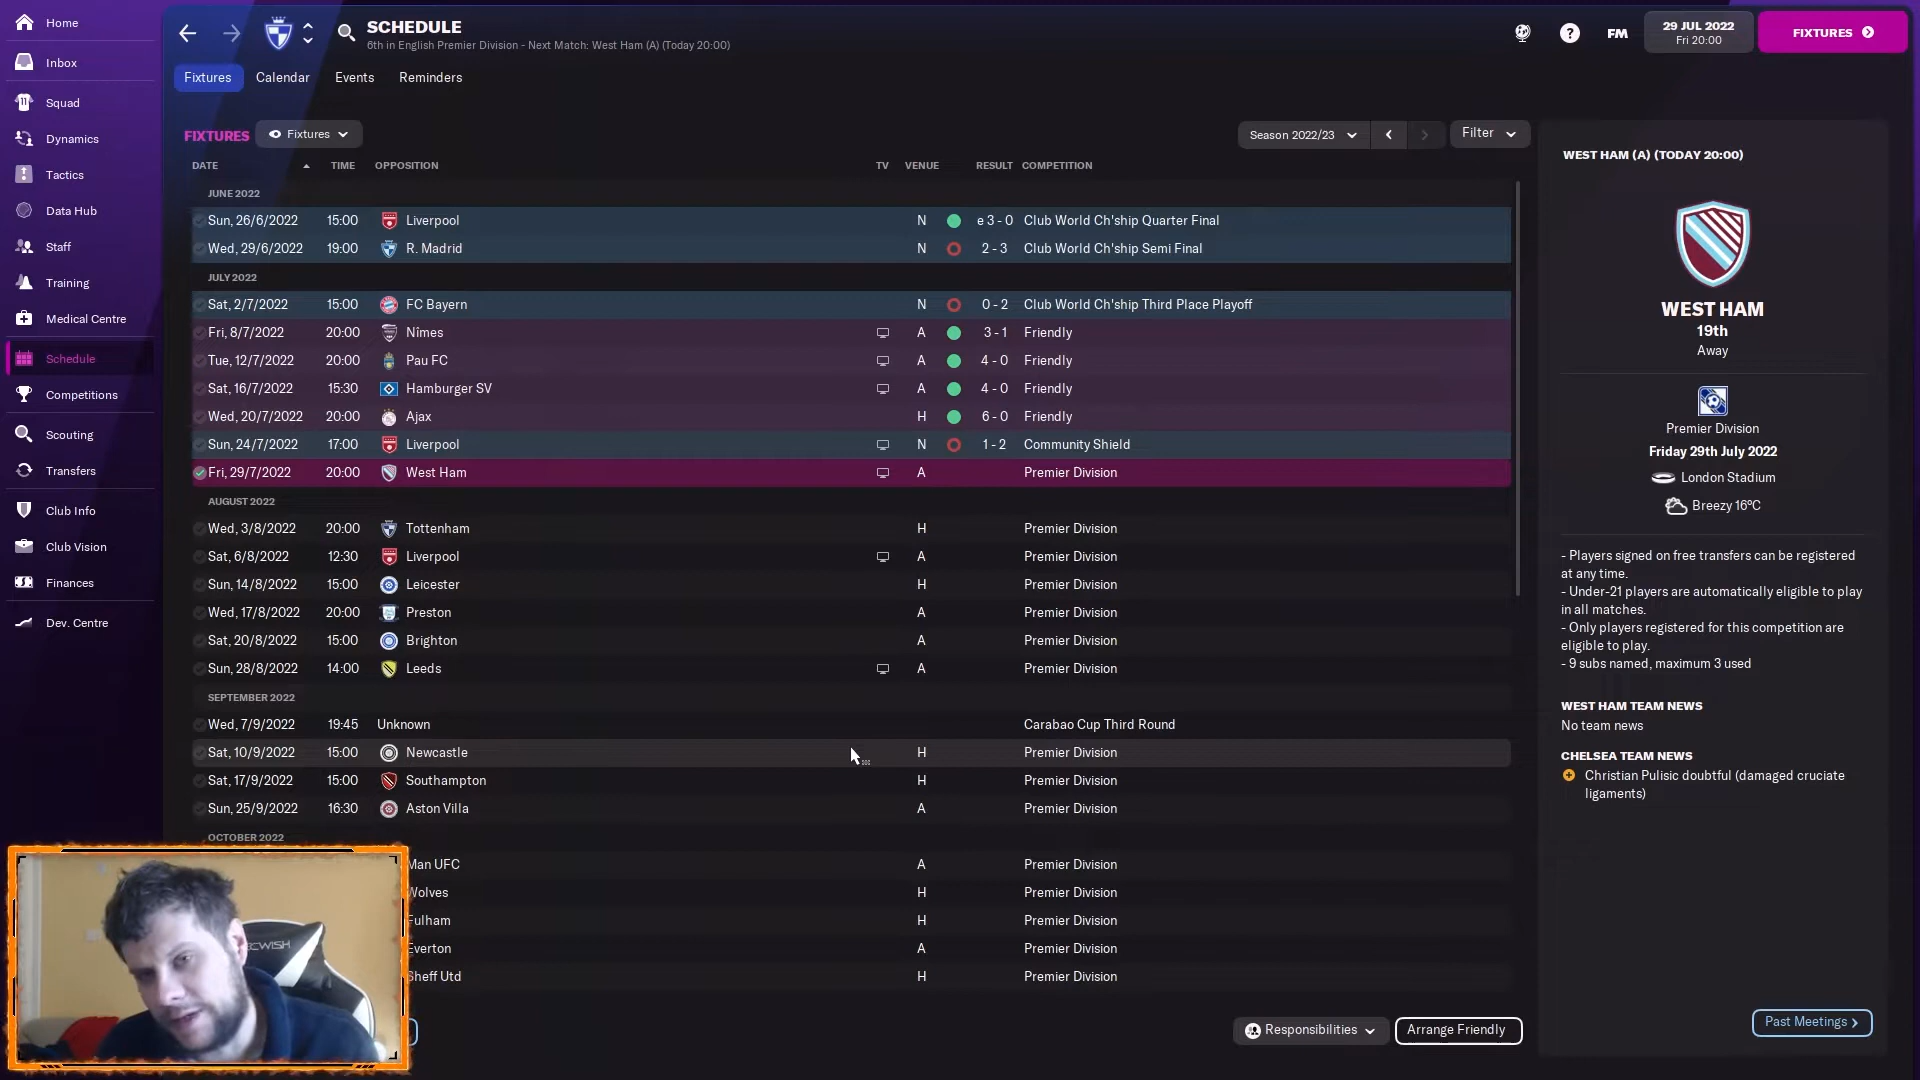 Home
Inbox
Squad
Dynamics
Tactics
Data Hub
Staff
Training
Medical Centre
Schedule
Competitions
Scouting
Transfers
Club Info
Club Vision
Finances
Dev. Centre
SCHEDULE
6th in English Premier Division - Next Match: West Ham (A) (Today 20:00)
FM
29 JUL 2022
Fri 20:00
FIXTURES
Fixtures Calendar Events Reminders
FIXTURES Fixtures Season 2022/23 Filter
DATE TIME OPPOSITION TV VENUE RESULT COMPETITION
JUNE 2022
Sun, 26/6/2022 15:00 Liverpool N e 3 - 0 Club World Ch'ship Quarter Final
Wed, 29/6/2022 19:00 R. Madrid N 2 - 3 Club World Ch'ship Semi Final
JULY 2022
Sat, 2/7/2022 15:00 FC Bayern N 0 - 2 Club World Ch'ship Third Place Playoff
Fri, 8/7/2022 20:00 Nîmes A 3 - 1 Friendly
Tue, 12/7/2022 20:00 Pau FC A 4 - 0 Friendly
Sat, 16/7/2022 15:30 Hamburger SV A 4 - 0 Friendly
Wed, 20/7/2022 20:00 Ajax H 6 - 0 Friendly
Sun, 24/7/2022 17:00 Liverpool N 1 - 2 Community Shield
Fri, 29/7/2022 20:00 West Ham A Premier Division
AUGUST 2022
Wed, 3/8/2022 20:00 Tottenham H Premier Division
Sat, 6/8/2022 12:30 Liverpool A Premier Division
Sun, 14/8/2022 15:00 Leicester H Premier Division
Wed, 17/8/2022 20:00 Preston A Premier Division
Sat, 20/8/2022 15:00 Brighton A Premier Division
Sun, 28/8/2022 14:00 Leeds A Premier Division
SEPTEMBER 2022
Wed, 7/9/2022 19:45 Unknown Carabao Cup Third Round
Sat, 10/9/2022 15:00 Newcastle H Premier Division
Sat, 17/9/2022 15:00 Southampton H Premier Division
Sun, 25/9/2022 16:30 Aston Villa A Premier Division
OCTOBER 2022
Man UFC A Premier Division
Wolves H Premier Division
Fulham H Premier Division
Everton A Premier Division
Sheff Utd H Premier Division
Responsibilities Arrange Friendly
WEST HAM (A) (TODAY 20:00)
WEST HAM
19th
Away
Premier Division
Friday 29th July 2022
London Stadium
Breezy 16ºC
- Players signed on free transfers can be registered
at any time.
- Under-21 players are automatically eligible to play
in all matches.
- Only players registered for this competition are
eligible to play.
- 9 subs named, maximum 3 used
WEST HAM TEAM NEWS
No team news
CHELSEA TEAM NEWS
Christian Pulisic doubtful (damaged cruciate
ligaments)
Past Meetings